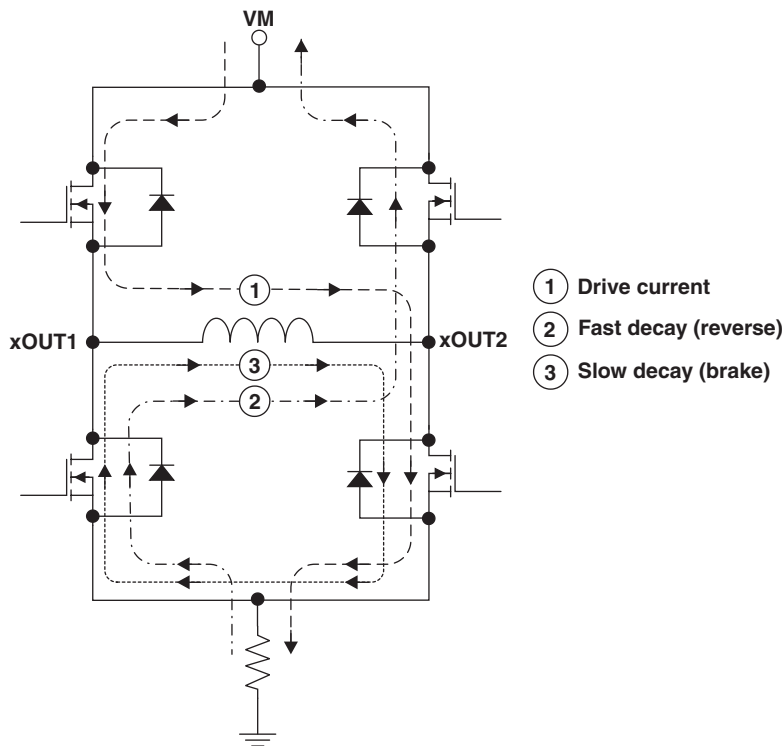 VM
1
1 Drive current
xOUT1
xOUT2
2 Fast decay (reverse)
3
3 Slow decay (brake)
2